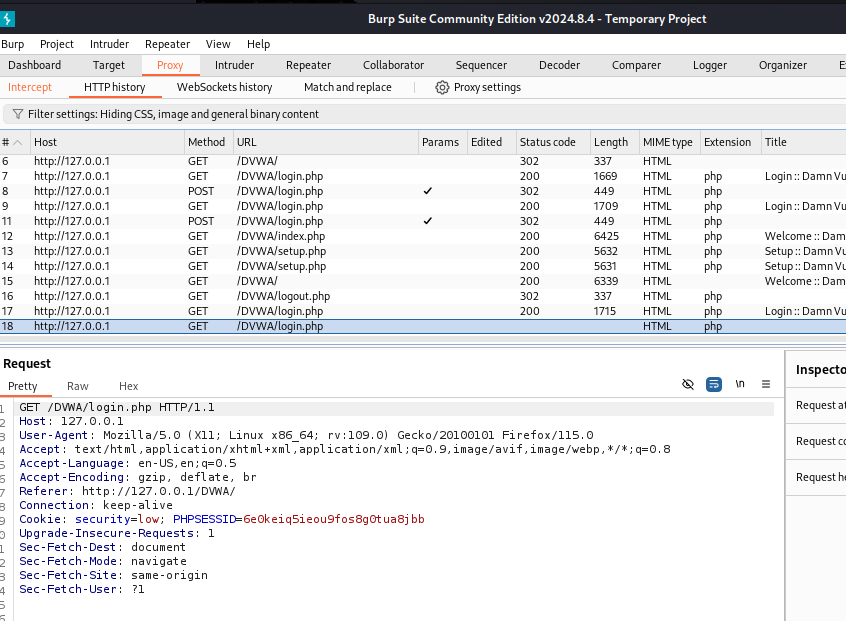 Burp Suite Community Edition v2024.8.4 - Temporary Project
Burp Project Intruder Repeater View Help
Dashboard Target Proxy Intruder Repeater Collaborator Sequencer Decoder Comparer Logger Organizer
Intercept HTTP history WebSockets history Match and replace Proxy settings
Filter settings: Hiding CSS, image and general binary content
# Host Method URL Params Edited Status code Length MIME type Extension Title
6 http://127.0.0.1 GET /DVWA/ 302 337 HTML
7 http://127.0.0.1 GET /DVWA/login.php 200 1669 HTML php Login :: Damn Vu
8 http://127.0.0.1 POST /DVWA/login.php ✓ 302 449 HTML php
9 http://127.0.0.1 GET /DVWA/login.php 200 1709 HTML php Login :: Damn Vu
11 http://127.0.0.1 POST /DVWA/login.php ✓ 302 449 HTML php
12 http://127.0.0.1 GET /DVWA/index.php 200 6425 HTML php Welcome :: Dam
13 http://127.0.0.1 GET /DVWA/setup.php 200 5632 HTML php Setup :: Damn Vu
14 http://127.0.0.1 GET /DVWA/setup.php 200 5631 HTML php Setup :: Damn Vu
15 http://127.0.0.1 GET /DVWA/ 200 6339 HTML Welcome :: Dam
16 http://127.0.0.1 GET /DVWA/logout.php 302 337 HTML php
17 http://127.0.0.1 GET /DVWA/login.php 200 1715 HTML php Login :: Damn Vu
18 http://127.0.0.1 GET /DVWA/login.php HTML php
Request
Pretty Raw Hex \n
GET /DVWA/login.php HTTP/1.1
Host: 127.0.0.1
User-Agent: Mozilla/5.0 (X11; Linux x86_64; rv:109.0) Gecko/20100101 Firefox/115.0
Accept: text/html,application/xhtml+xml,application/xml;q=0.9,image/avif,image/webp,*/*;q=0.8
Accept-Language: en-US,en;q=0.5
Accept-Encoding: gzip, deflate, br
Referer: http://127.0.0.1/DVWA/
Connection: keep-alive
Cookie: security=low; PHPSESSID=6e0keiq5ieou9fos8g0tua8jbb
Upgrade-Insecure-Requests: 1
Sec-Fetch-Dest: document
Sec-Fetch-Mode: navigate
Sec-Fetch-Site: same-origin
Sec-Fetch-User: ?1
Inspecto
Request at
Request co
Request he